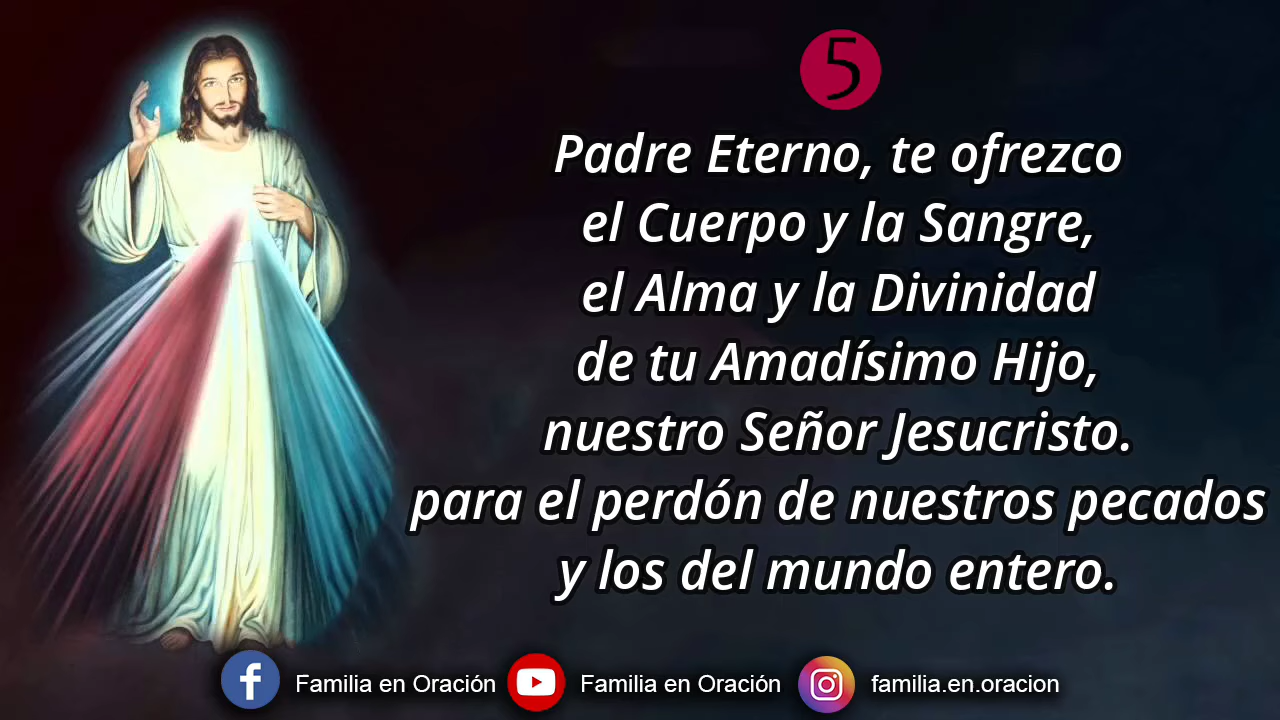 5
Padre Eterno, te ofrezco
el Cuerpo y la Sangre,
el Alma y la Divinidad
de tu Amadísimo Hijo,
nuestro Señor Jesucristo.
para el perdón de nuestros pecados
y los del mundo entero.
Familia en Oración Familia en Oración familia.en.oracion